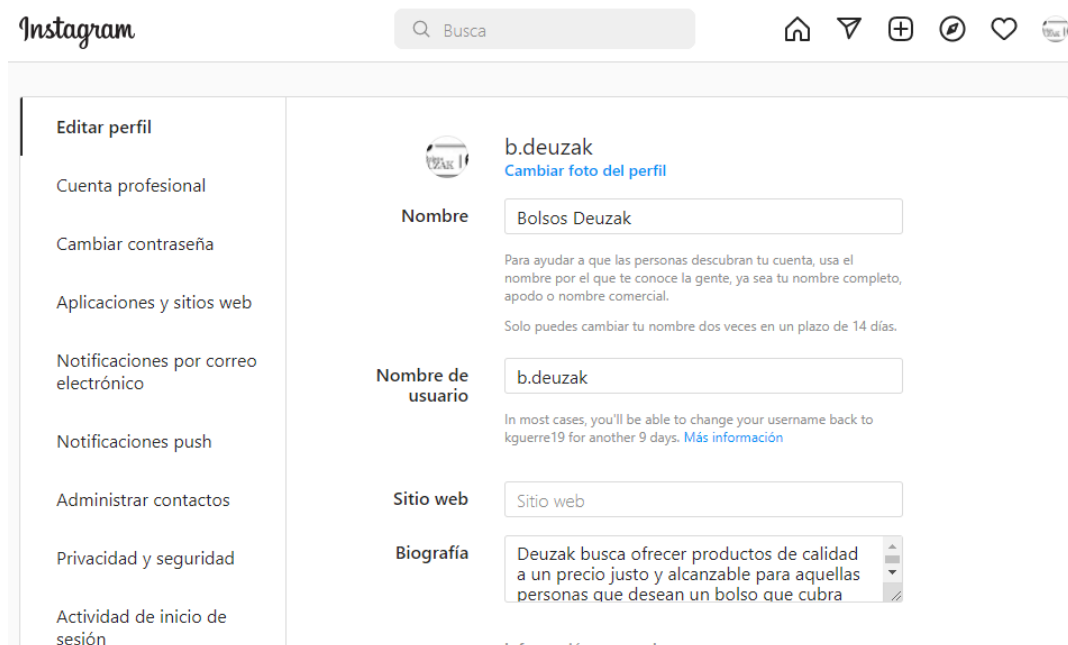 Instagram
Busca
Editar perfil
Cuenta profesional
Cambiar contraseña
Aplicaciones y sitios web
Notificaciones por correo
electrónico
Notificaciones push
Administrar contactos
Privacidad y seguridad
Actividad de inicio de
sesión
b.deuzak
Cambiar foto del perfil
Nombre
Bolsos Deuzak
Para ayudar a que las personas descubran tu cuenta, usa el
nombre por el que te conoce la gente, ya sea tu nombre completo,
apodo o nombre comercial.
Solo puedes cambiar tu nombre dos veces en un plazo de 14 días.
Nombre de
usuario
b.deuzak
In most cases, you'll be able to change your username back to
kguerre19 for another 9 days. Más información
Sitio web
Sitio web
Biografía
Deuzak busca ofrecer productos de calidad
a un precio justo y alcanzable para aquellas
personas que desean un bolso que cubra